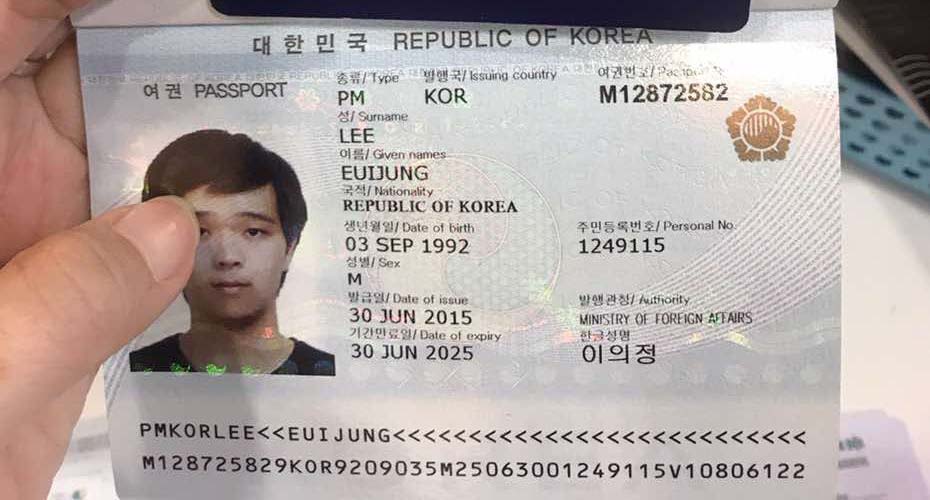 대한민국 REPUBLIC OF KOREA
여권 PASSPORT
종류/Type 발행국/Issuing country 여권번호/Passport No
PM KOR M12872582
성/Surname
LEE
이름/Given names
EUIJUNG
국적/Nationality
REPUBLIC OF KOREA
생년월일/Date of birth 주민등록번호/Personal No.
03 SEP 1992 1249115
성별/Sex
M
발급일/Date of issue 발행관청/Authority
30 JUN 2015 MINISTRY OF FOREIGN AFFAIRS
기간만료일/Date of expiry 한글성명
30 JUN 2025 이의정
PMKORLEE<<EUIJUNG<<<<<<<<<<<<<<<<<<<<<<<<<<<
M128725829KOR9209035M25063001249115V10806122